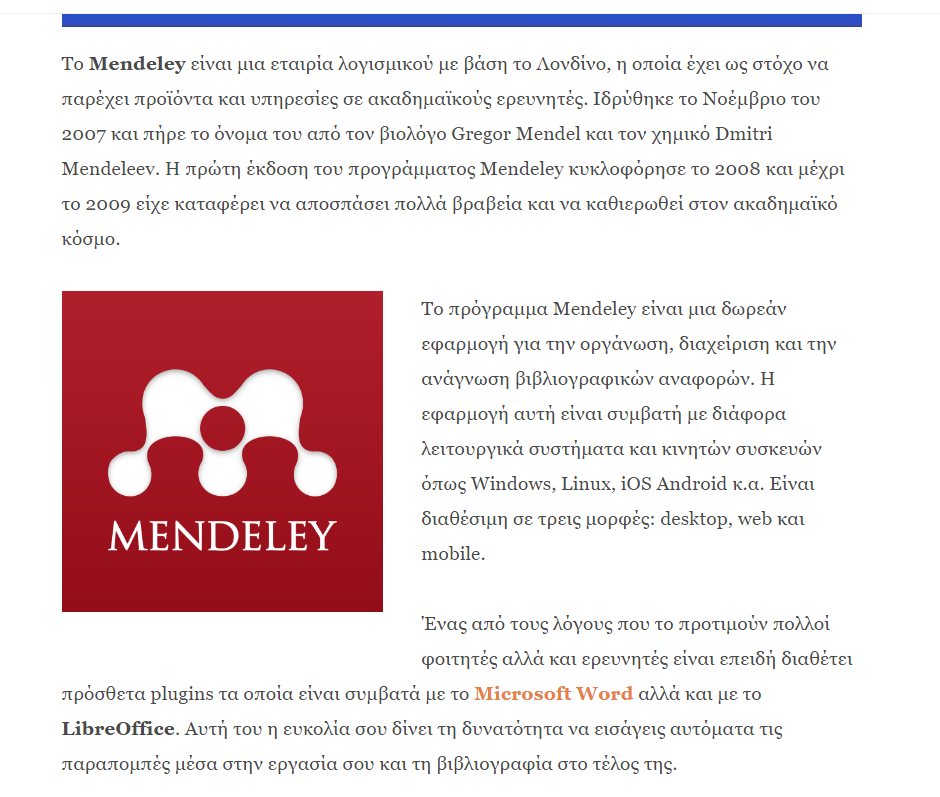 Το Mendeley είναι μια εταιρία λογισμικού με βάση το Λονδίνο, η οποία έχει ως στόχο να
παρέχει προϊόντα και υπηρεσίες σε ακαδημαϊκούς ερευνητές. Ιδρύθηκε το Νοέμβριο του
2007 και πήρε το όνομα του από τον βιολόγο Gregor Mendel και τον χημικό Dmitri
Mendeleev. Η πρώτη έκδοση του προγράμματος Mendeley κυκλοφόρησε το 2008 και μέχρι
το 2009 είχε καταφέρει να αποσπάσει πολλά βραβεία και να καθιερωθεί στον ακαδημαϊκό
κόσμο.
MENDELEY
Το πρόγραμμα Mendeley είναι μια δωρεάν
εφαρμογή για την οργάνωση, διαχείριση και την
ανάγνωση βιβλιογραφικών αναφορών. Η
εφαρμογή αυτή είναι συμβατή με διάφορα
λειτουργικά συστήματα και κινητών συσκευών
όπως Windows, Linux, iOS Android κ.α. Είναι
διαθέσιμη σε τρεις μορφές: desktop, web και
mobile.
Ένας από τους λόγους που το προτιμούν πολλοί
φοιτητές αλλά και ερευνητές είναι επειδή διαθέτει
πρόσθετα plugins τα οποία είναι συμβατά με το Microsoft Word αλλά και με το
LibreOffice. Αυτή του η ευκολία σου δίνει τη δυνατότητα να εισάγεις αυτόματα τις
παραπομπές μέσα στην εργασία σου και τη βιβλιογραφία στο τέλος της.